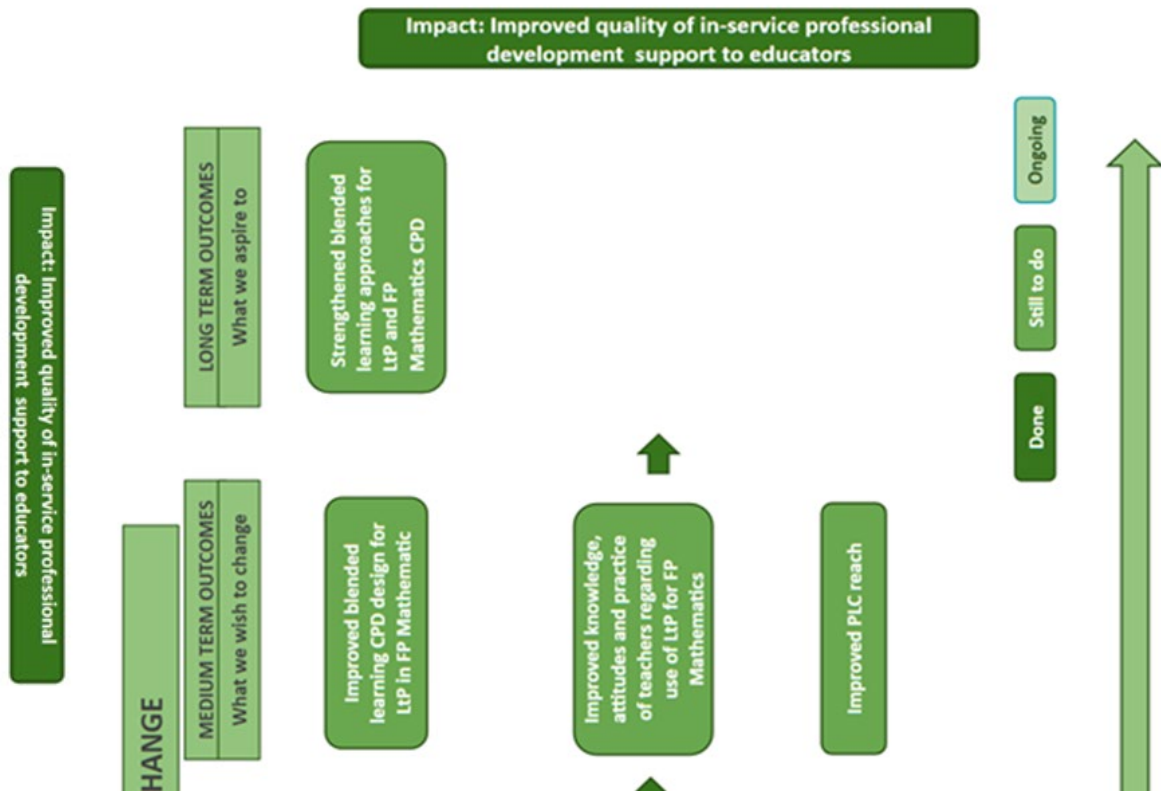 Impact: Improved quality of in-service professional
development  support to educators
Impact: Improved quality of in-service professional
development  support to educators
LONG TERM OUTCOMES
What we aspire to
Strengthened blended
learning approaches for
LtP and FP
Mathematics CPD
Ongoing
Still to do
Done
HANGE
MEDIUM TERM OUTCOMES
What we wish to change
Improved blended
learning CPD design for
LtP in FP Mathematic
Improved knowledge,
attitudes and practice
of teachers regarding
use of LtP for FP
Mathematics
Improved PLC reach